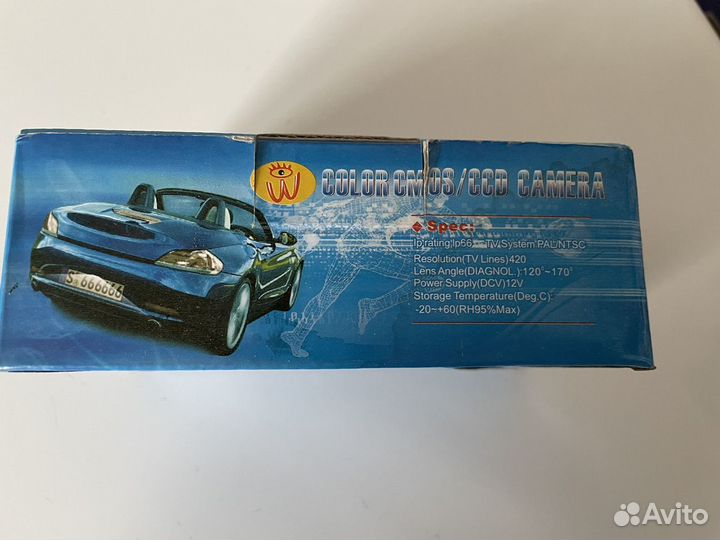 W
COLOR CMOS/CCD CAMERA
Spec:
Ip rating:Ip66 TV System:PAL/NTSC
Resolution(TV Lines)420
Lens Angle(DIAGNOL):120°~170°
Power Supply(DCV)12V
Storage Temperature(Deg.C):
-20~+60(RH95%Max)
S 666666
Avito